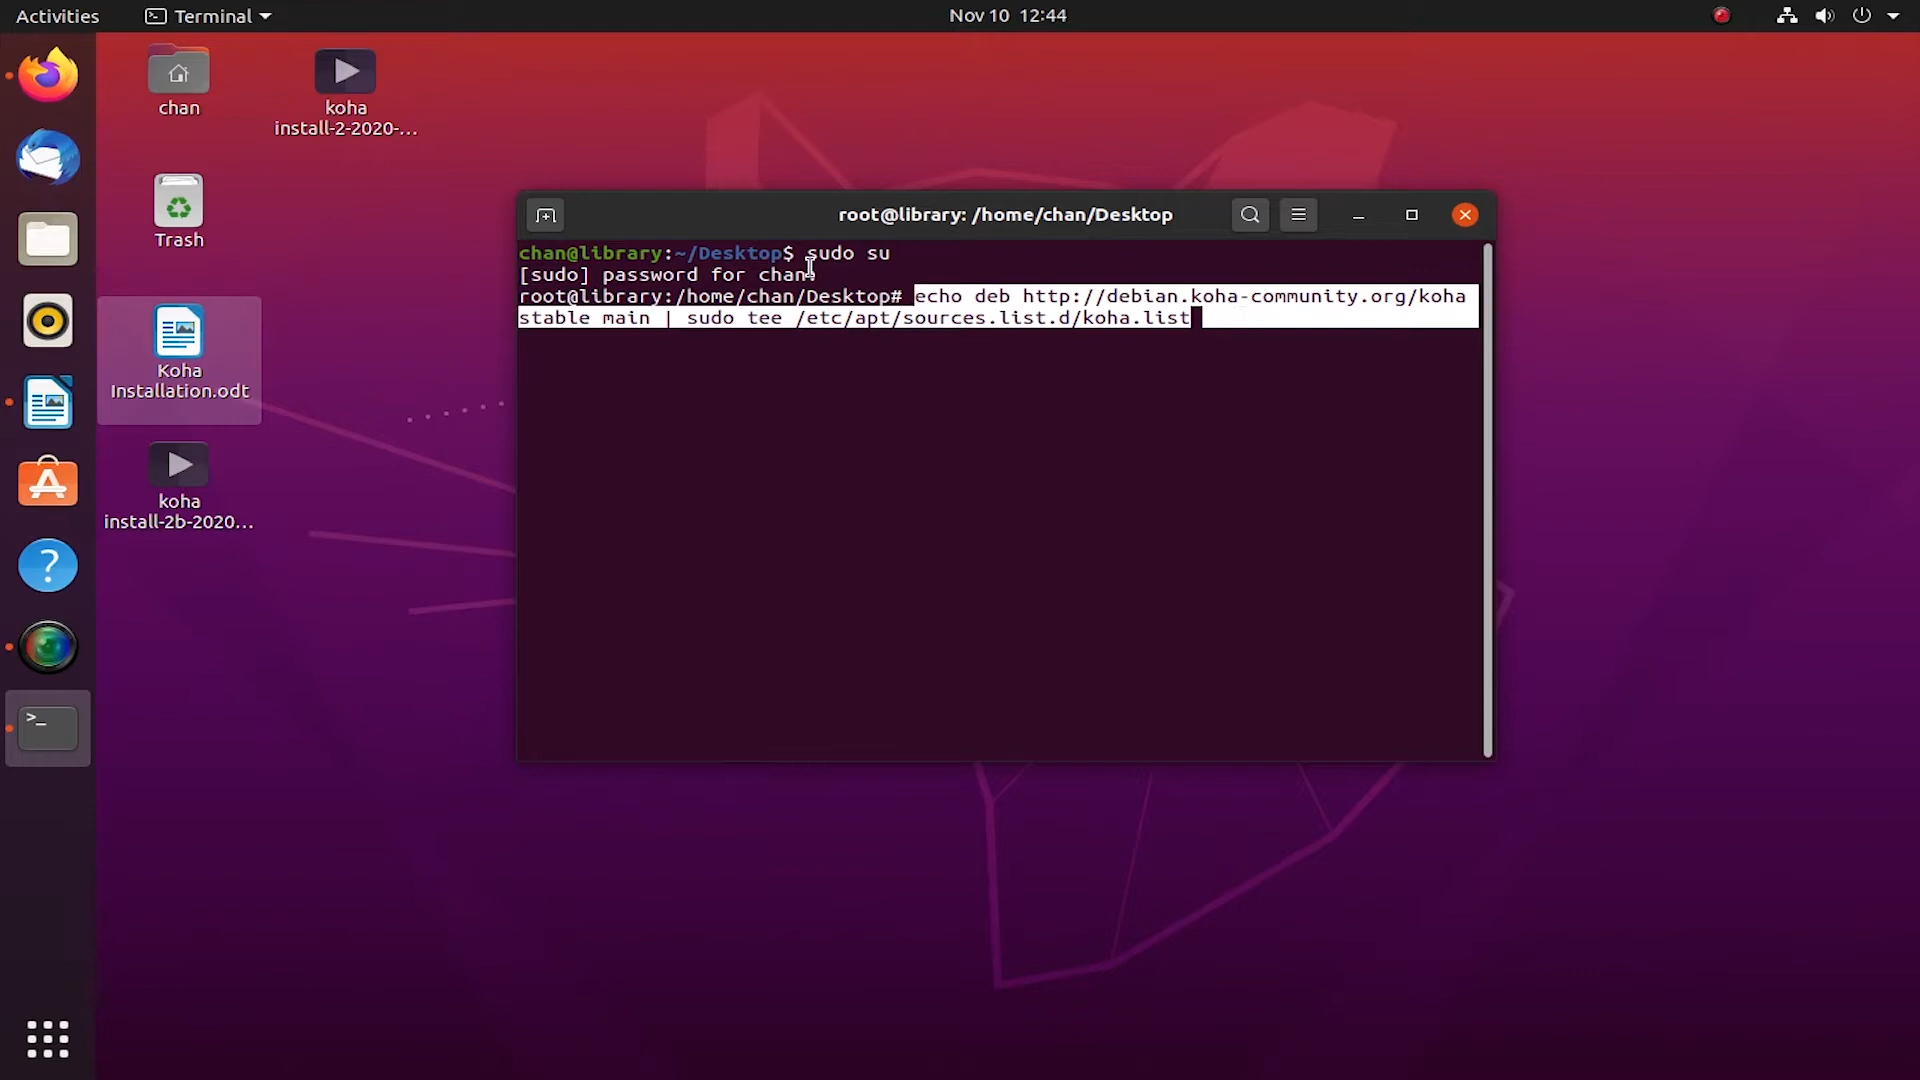 Activities
Terminal
Nov 10 12:44
chan
koha
install-2-2020-...
Trash
Koha
Installation.odt
koha
install-2b-2020...
root@library: /home/chan/Desktop
chan@library:~/Desktop$ sudo su
[sudo] password for chan:
root@library:/home/chan/Desktop# echo deb http://debian.koha-community.org/koha
stable main | sudo tee /etc/apt/sources.list.d/koha.list